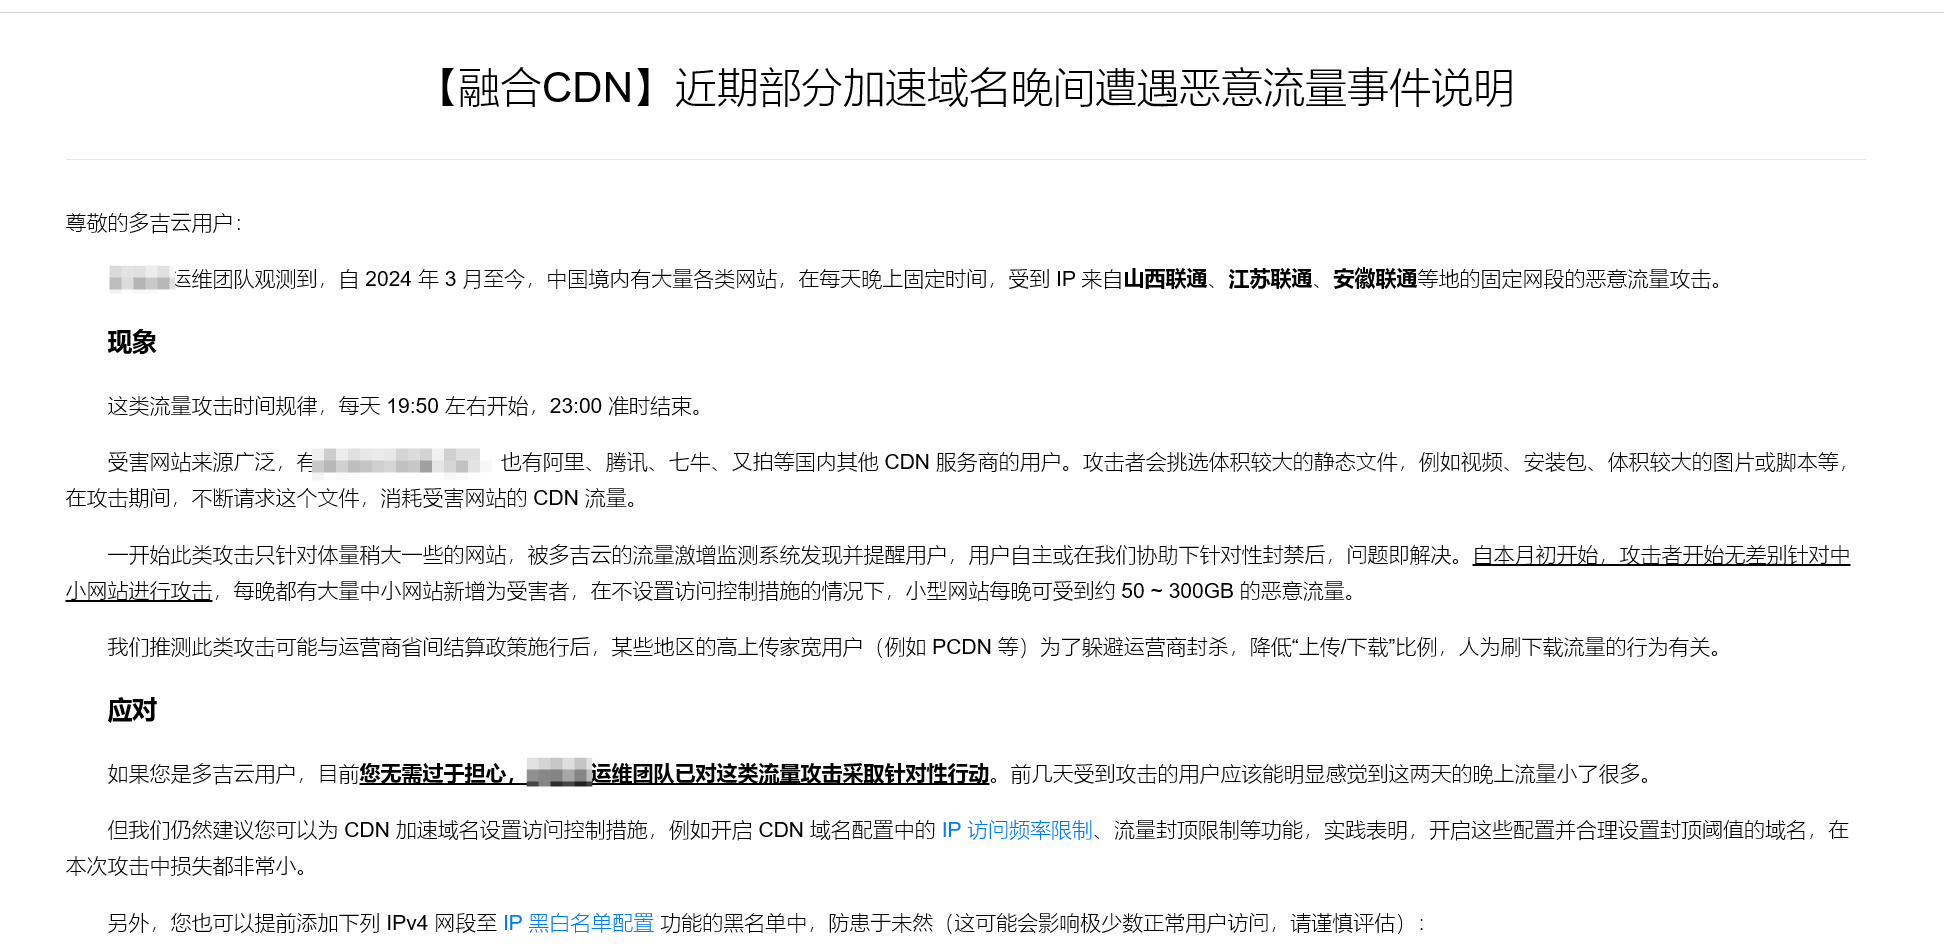 【融合CDN】近期部分加速域名晚间遭遇恶意流量事件说明
尊敬的多吉云用户：
运维团队观测到，自 2024 年 3 月至今，中国境内有大量各类网站，在每天晚上固定时间，受到 IP 来自山西联通、江苏联通、安徽联通等地的固定网段的恶意流量攻击。
现象
这类流量攻击时间规律，每天 19:50 左右开始，23:00 准时结束。
受害网站来源广泛，有 也有阿里、腾讯、七牛、又拍等国内其他 CDN 服务商的用户。攻击者会挑选体积较大的静态文件，例如视频、安装包、体积较大的图片或脚本等，
在攻击期间，不断请求这个文件，消耗受害网站的 CDN 流量。
一开始此类攻击只针对体量稍大一些的网站，被多吉云的流量激增监测系统发现并提醒用户，用户自主或在我们协助下针对性封禁后，问题即解决。自本月初开始，攻击者开始无差别针对中
小网站进行攻击，每晚都有大量中小网站新增为受害者，在不设置访问控制措施的情况下，小型网站每晚可受到约 50 ~ 300GB 的恶意流量。
我们推测此类攻击可能与运营商省间结算政策施行后，某些地区的高上传家宽用户（例如 PCDN 等）为了躲避运营商封杀，降低“上传/下载”比例，人为刷下载流量的行为有关。
应对
如果您是多吉云用户，目前您无需过于担心，运维团队已对这类流量攻击采取针对性行动。前几天受到攻击的用户应该能明显感觉到这两天的晚上流量小了很多。
但我们仍然建议您可以为 CDN 加速域名设置访问控制措施，例如开启 CDN 域名配置中的 IP 访问频率限制、流量封顶限制等功能，实践表明，开启这些配置并合理设置封顶阈值的域名，在
本次攻击中损失都非常小。
另外，您也可以提前添加下列 IPv4 网段至 IP 黑白名单配置 功能的黑名单中，防患于未然（这可能会影响极少数正常用户访问，请谨慎评估）：